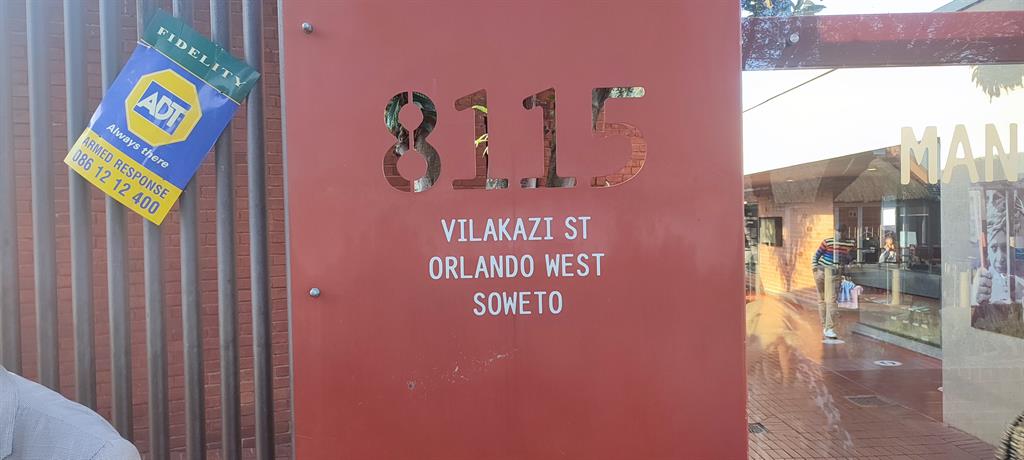 FIDELITY
ADT
Always there
ARMED RESPONSE
086 12 12 400
8115
VILAKAZI ST
ORLANDO WEST
SOWETO
MAN